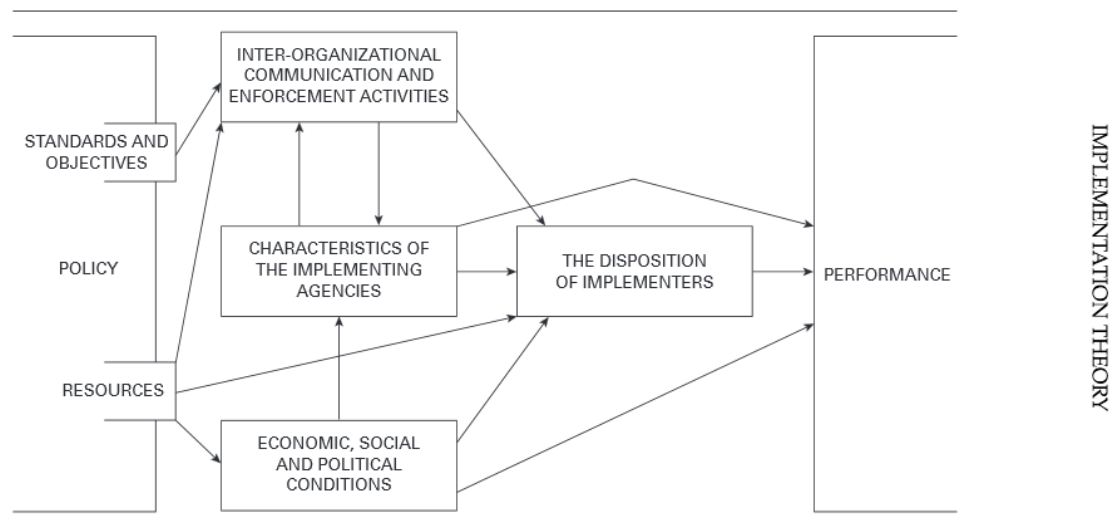 INTER-ORGANIZATIONAL
COMMUNICATION AND
ENFORCEMENT ACTIVITIES
STANDARDS AND
OBJECTIVES
POLICY
CHARACTERISTICS OF
THE IMPLEMENTING
AGENCIES
THE DISPOSITION
OF IMPLEMENTERS
PERFORMANCE
RESOURCES
ECONOMIC, SOCIAL
AND POLITICAL
CONDITIONS
IMPLEMENTATION THEORY